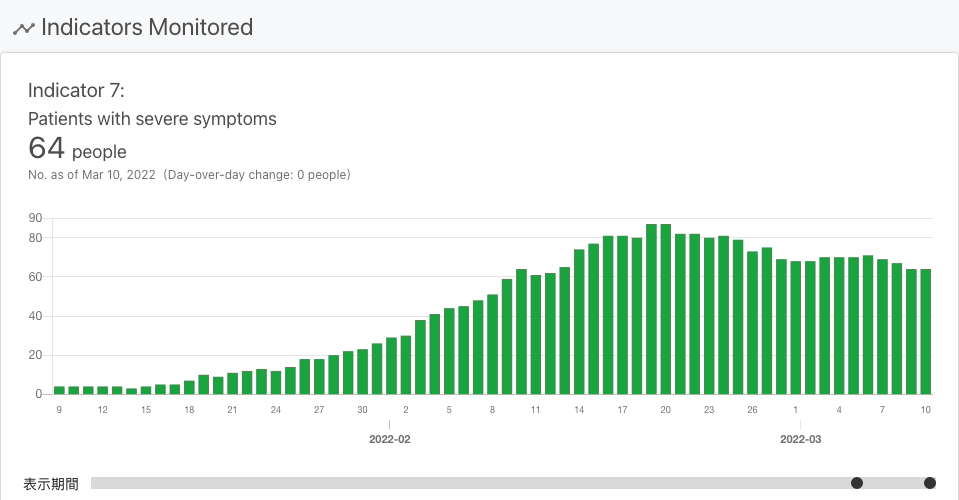 Indicators Monitored
Indicator 7:
Patients with severe symptoms
64 people
No. as of Mar 10, 2022 (Day-over-day change: 0 people)
90
80
60
40
20
0
9 12 15 18 21 24 27 30 2 5 8 11 14 17 20 23 26 1 4 7 10
2022-02 2022-03
表示期間